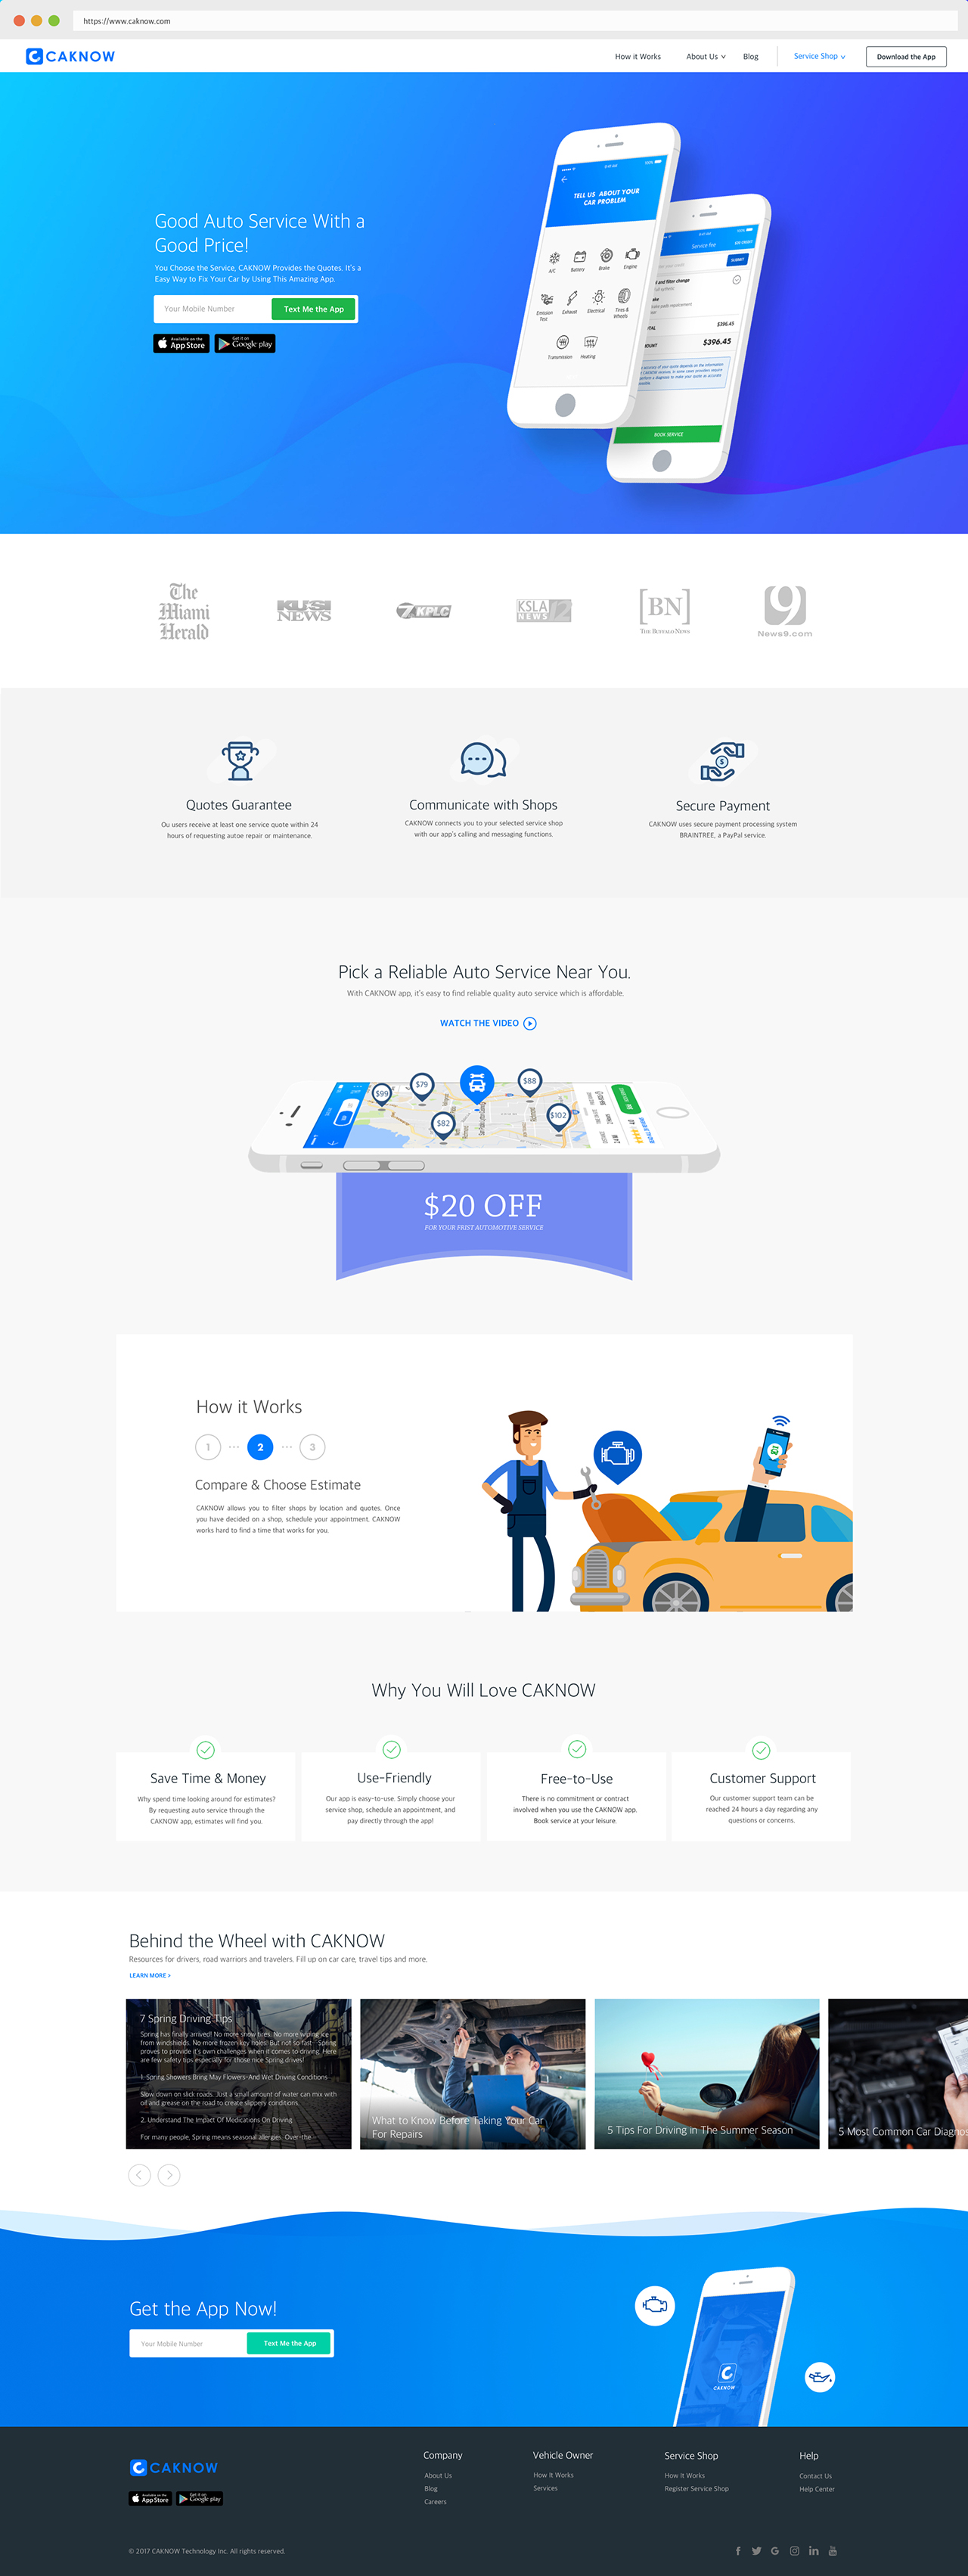 https://www.caknow.com
CAKNOW
How it Works
About Us
Blog
Service Shop
Download the App
Good Auto Service With a
Good Price!
You Choose the Service, CAKNOW Provides the Quotes. It's a
Easy Way to Fix Your Car by Using This Amazing App.
Your Mobile Number
Text Me the App
Available on the
App Store
Get it on
Google play
TELL US ABOUT YOUR
CAR PROBLEM
A/C
Battery
Brake
Engine
Emission
Test
Exhaust
Electrical
Tires &
Wheels
Transmission
Heating
Service Fee
SUBMIT
$396.45
$396.45
BOOK SERVICE
The
Miami
Herald
KUSI
NEWS
7 KPLC
KSLA
NEWS 12
[BN]
THE BUFFALO NEWS
9
News9.com
Quotes Guarantee
Ou users receive at least one service quote within 24
hours of requesting autoe repair or maintenance.
Communicate with Shops
CAKNOW connects you to your selected service shop
with our app's calling and messaging functions.
Secure Payment
CAKNOW uses secure payment processing system
BRAINTREE, a PayPal service.
Pick a Reliable Auto Service Near You.
With CAKNOW app, it's easy to find reliable quality auto service which is affordable.
WATCH THE VIDEO
$99
$79
$82
$88
$102
$20 OFF
FOR YOUR FRIST AUTOMOTIVE SERVICE
How it Works
1 ... 2 ... 3
Compare & Choose Estimate
CAKNOW allows you to filter shops by location and quotes. Once
you have decided on a shop, schedule your appointment. CAKNOW
works hard to find a time that works for you.
Why You Will Love CAKNOW
Save Time & Money
Why spend time looking around for estimates?
By requesting auto service through the
CAKNOW app, estimates will find you.
Use-Friendly
Our app is easy-to-use. Simply choose your
service shop, schedule an appointment, and
pay directly through the app!
Free-to-Use
There is no commitment or contract
involved when you use the CAKNOW app.
Book service at your leisure.
Customer Support
Our customer support team can be
reached 24 hours a day regarding any
questions or concerns.
Behind the Wheel with CAKNOW
Resources for drivers, road warriors and travelers. Fill up on car care, travel tips and more.
LEARN MORE >
7 Spring Driving Tips
Spring has finally arrived! No more snow tires. No more wiping ice
from windshields. No more frozen key holes. But not so fast--Spring
proves to provide it's own challenges when it comes to driving. Here
are few safety tips especially for those nice Spring drives!
1. Spring Showers Bring May Flowers-And Wet Driving Conditions
Slow down on slick roads. Just a small amount of water can mix with
oil and grease on the road to create slippery conditions.
2. Understand The Impact Of Medications On Driving
For many people, Spring means seasonal allergies. Over-the-
What to Know Before Taking Your Car
For Repairs
5 Tips For Driving in The Summer Season
5 Most Common Car Diagnos
Get the App Now!
Your Mobile Number
Text Me the App
CAKNOW
CAKNOW
Available on the
App Store
Get it on
Google play
Company
About Us
Blog
Careers
Vehicle Owner
How It Works
Services
Service Shop
How It Works
Register Service Shop
Help
Contact Us
Help Center
© 2017 CAKNOW Technology Inc. All rights reserved.